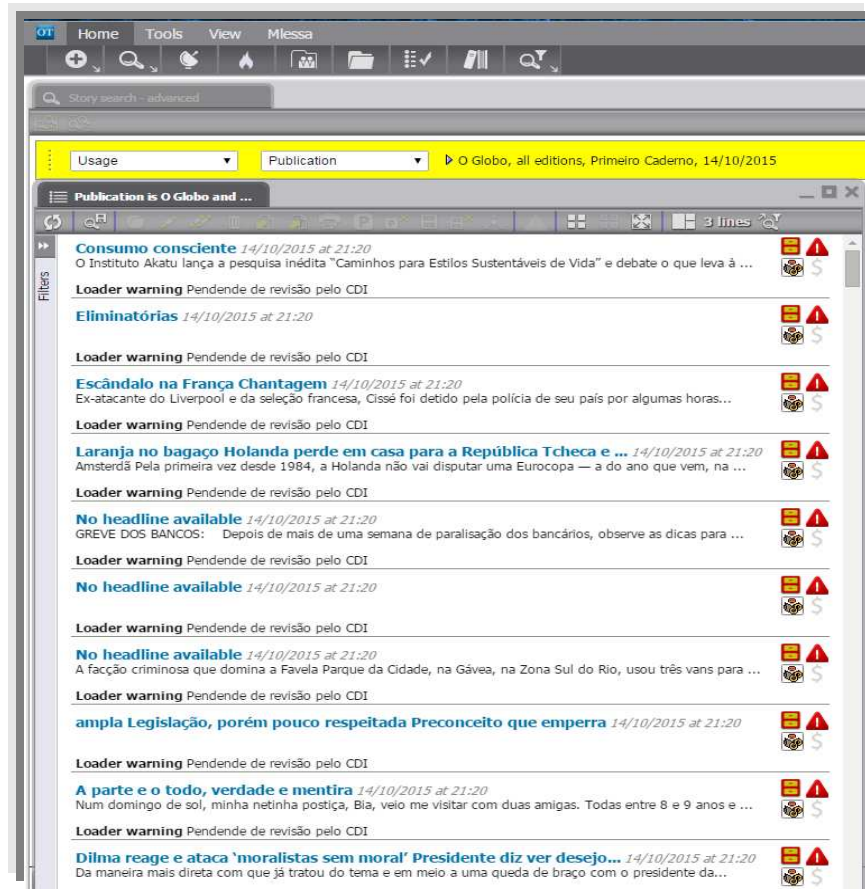 OT Home Tools View Mlessa
Story search - advanced
Usage Publication O Globo, all editions, Primeiro Caderno, 14/10/2015
Publication is O Globo and ...
3 lines
Filters
Consumo consciente 14/10/2015 at 21:20
O Instituto Akatu lança a pesquisa inédita “Caminhos para Estilos Sustentáveis de Vida” e debate o que leva à ...
Loader warning Pendende de revisão pelo CDI
Eliminatórias 14/10/2015 at 21:20
Loader warning Pendende de revisão pelo CDI
Escândalo na França Chantagem 14/10/2015 at 21:20
Ex-atacante do Liverpool e da seleção francesa, Cissé foi detido pela polícia de seu país por algumas horas...
Loader warning Pendende de revisão pelo CDI
Laranja no bagaço Holanda perde em casa para a República Tcheca e ... 14/10/2015 at 21:20
Amsterdã Pela primeira vez desde 1984, a Holanda não vai disputar uma Eurocopa — a do ano que vem, na ...
Loader warning Pendende de revisão pelo CDI
No headline available 14/10/2015 at 21:20
GREVE DOS BANCOS: Depois de mais de uma semana de paralisação dos bancários, observe as dicas para ...
Loader warning Pendende de revisão pelo CDI
No headline available 14/10/2015 at 21:20
Loader warning Pendende de revisão pelo CDI
No headline available 14/10/2015 at 21:20
A facção criminosa que domina a Favela Parque da Cidade, na Gávea, na Zona Sul do Rio, usou três vans para ...
Loader warning Pendende de revisão pelo CDI
ampla Legislação, porém pouco respeitada Preconceito que emperra 14/10/2015 at 21:20
Loader warning Pendende de revisão pelo CDI
A parte e o todo, verdade e mentira 14/10/2015 at 21:20
Num domingo de sol, minha netinha postiça, Bia, veio me visitar com duas amigas. Todas entre 8 e 9 anos e ...
Loader warning Pendende de revisão pelo CDI
Dilma reage e ataca ‘moralistas sem moral’ Presidente diz ver desejo... 14/10/2015 at 21:20
Da maneira mais direta com que já tratou do tema e em meio a uma queda de braço com o presidente da...